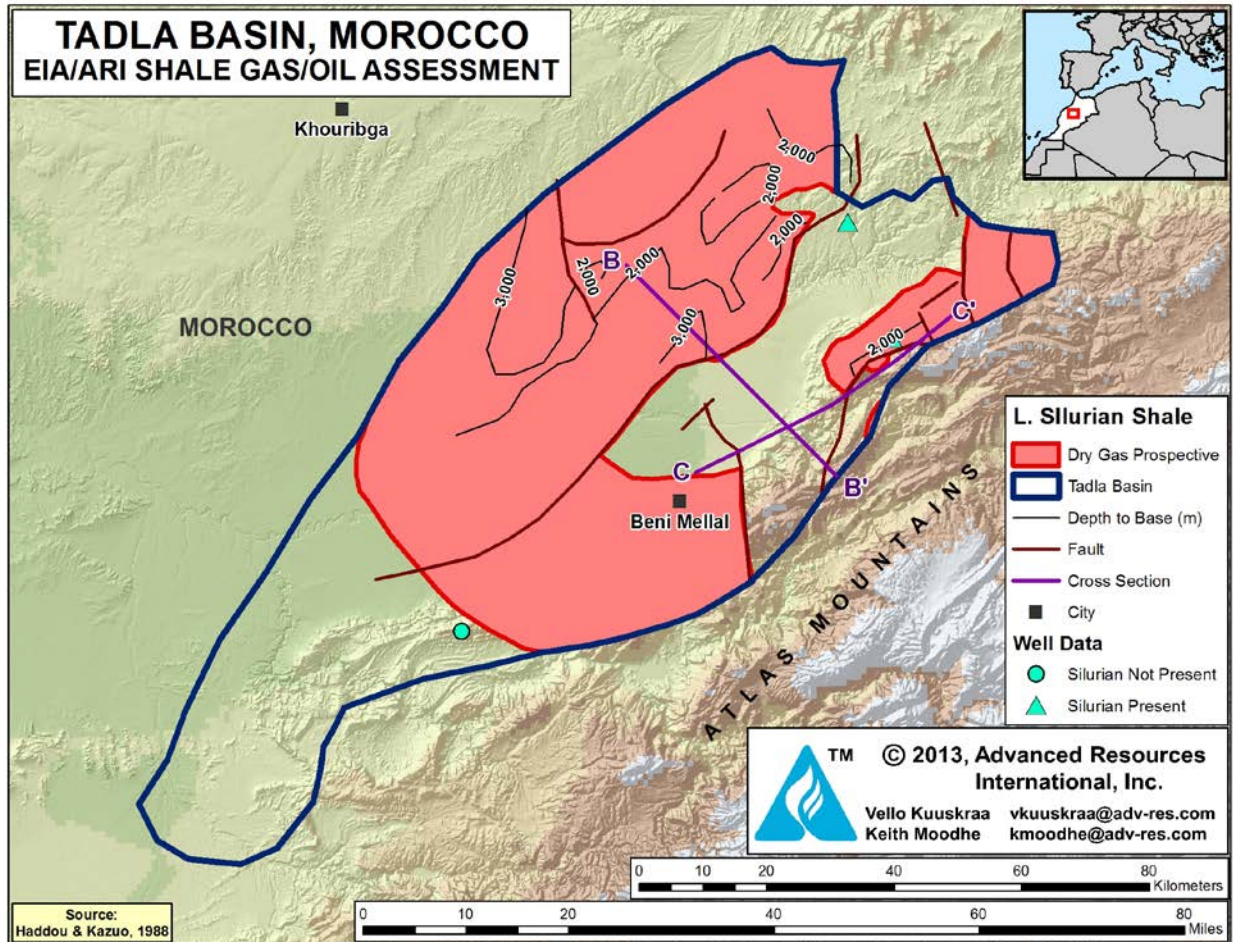 TADLA BASIN, MOROCCO
EIA/ARI SHALE GAS/OIL ASSESSMENT
Khouribga
2,000
2,000
2,000
B
2,000
2,000
3,000
C'
MOROCCO
3,000
2,000
C
B'
Beni Mellal
ATLAS MOUNTAINS
L. SIlurian Shale
Dry Gas Prospective
Tadla Basin
Depth to Base (m)
Fault
Cross Section
City
Well Data
Silurian Not Present
Silurian Present
TM
© 2013, Advanced Resources
International, Inc.
Vello Kuuskraa vkuuskraa@adv-res.com
Keith Moodhe kmoodhe@adv-res.com
0 10 20 40 60 80
Kilometers
0 10 20 40 60 80
Miles
Source:
Haddou & Kazuo, 1988